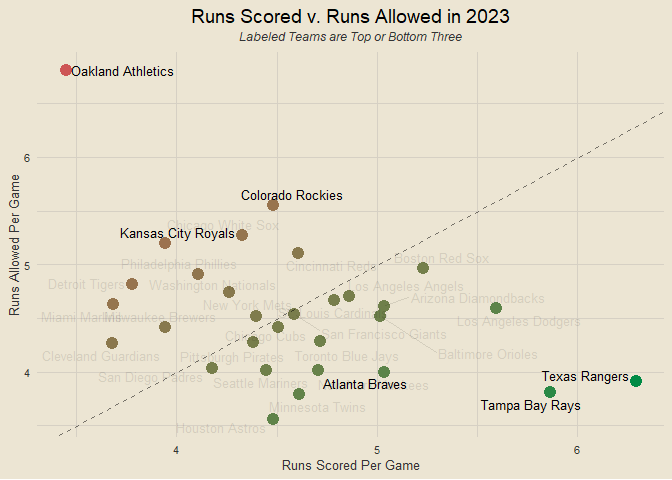 Runs Scored v. Runs Allowed in 2023
Labeled Teams are Top or Bottom Three
Oakland Athletics
6
Colorado Rockies
Chicago White Sox
Kansas City Royals
Boston Red Sox
Philadelphia Phillies
Cincinnati Reds
5
Detroit Tigers
Washington Nationals
Los Angeles Angels
Arizona Diamondbacks
New York Mets
Louis Cardinals
Miami Marlins
Milwaukee Brewers
Los Angeles Dodgers
Chicago Cubs
San Francisco Giants
Cleveland Guardians
Pittsburgh Pirates
Toronto Blue Jays
Baltimore Orioles
4
San Diego Padres
Seattle Mariners
Atlanta Braves
Texas Rangers
Minnesota Twins
Tampa Bay Rays
Houston Astros
4
5
6
Runs Scored Per Game
Runs Allowed Per Game